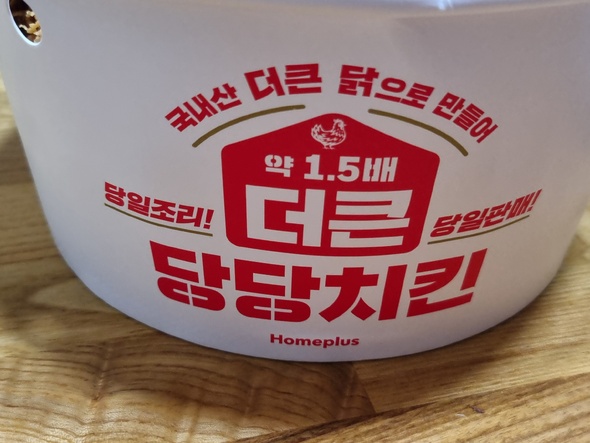 국내산 더큰 닭으로 만들어
약 1.5배
더큰
당일조리!
당일판매!
당당치킨
Homeplus